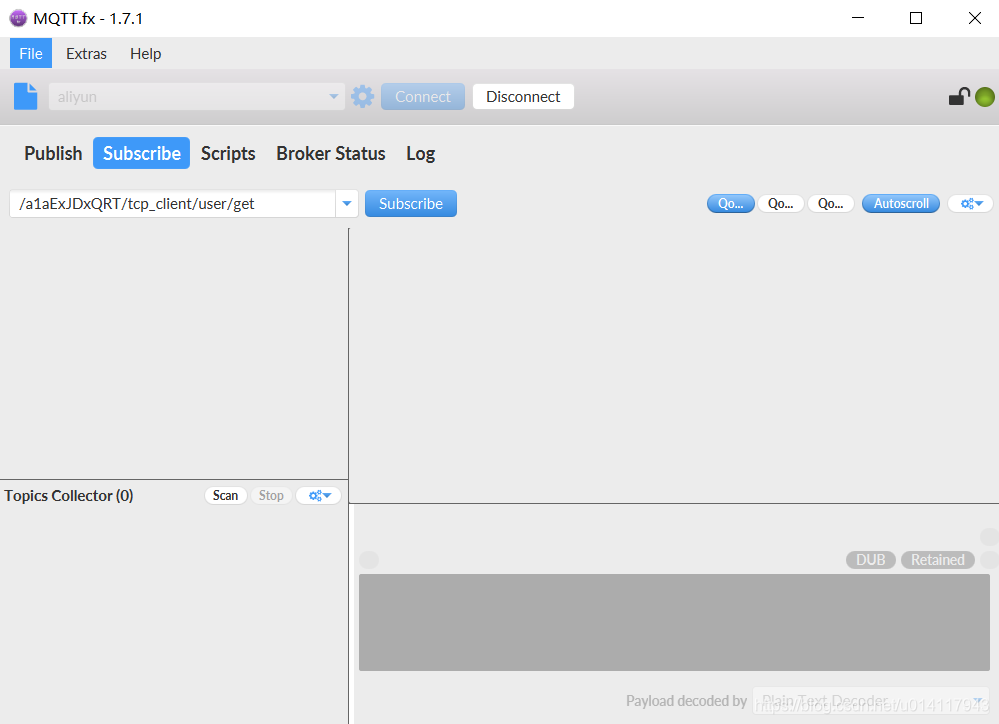 MQTT.fx - 1.7.1
File Extras Help
aliyun Connect Disconnect
Publish Subscribe Scripts Broker Status Log
/a1aExJDxQRT/tcp_client/user/get Subscribe Qo... Qo... Qo... Autoscroll
Topics Collector (0) Scan Stop
DUB Retained
Payload decoded by Plain Text Decoder
https://blog.csdn.net/u014117943